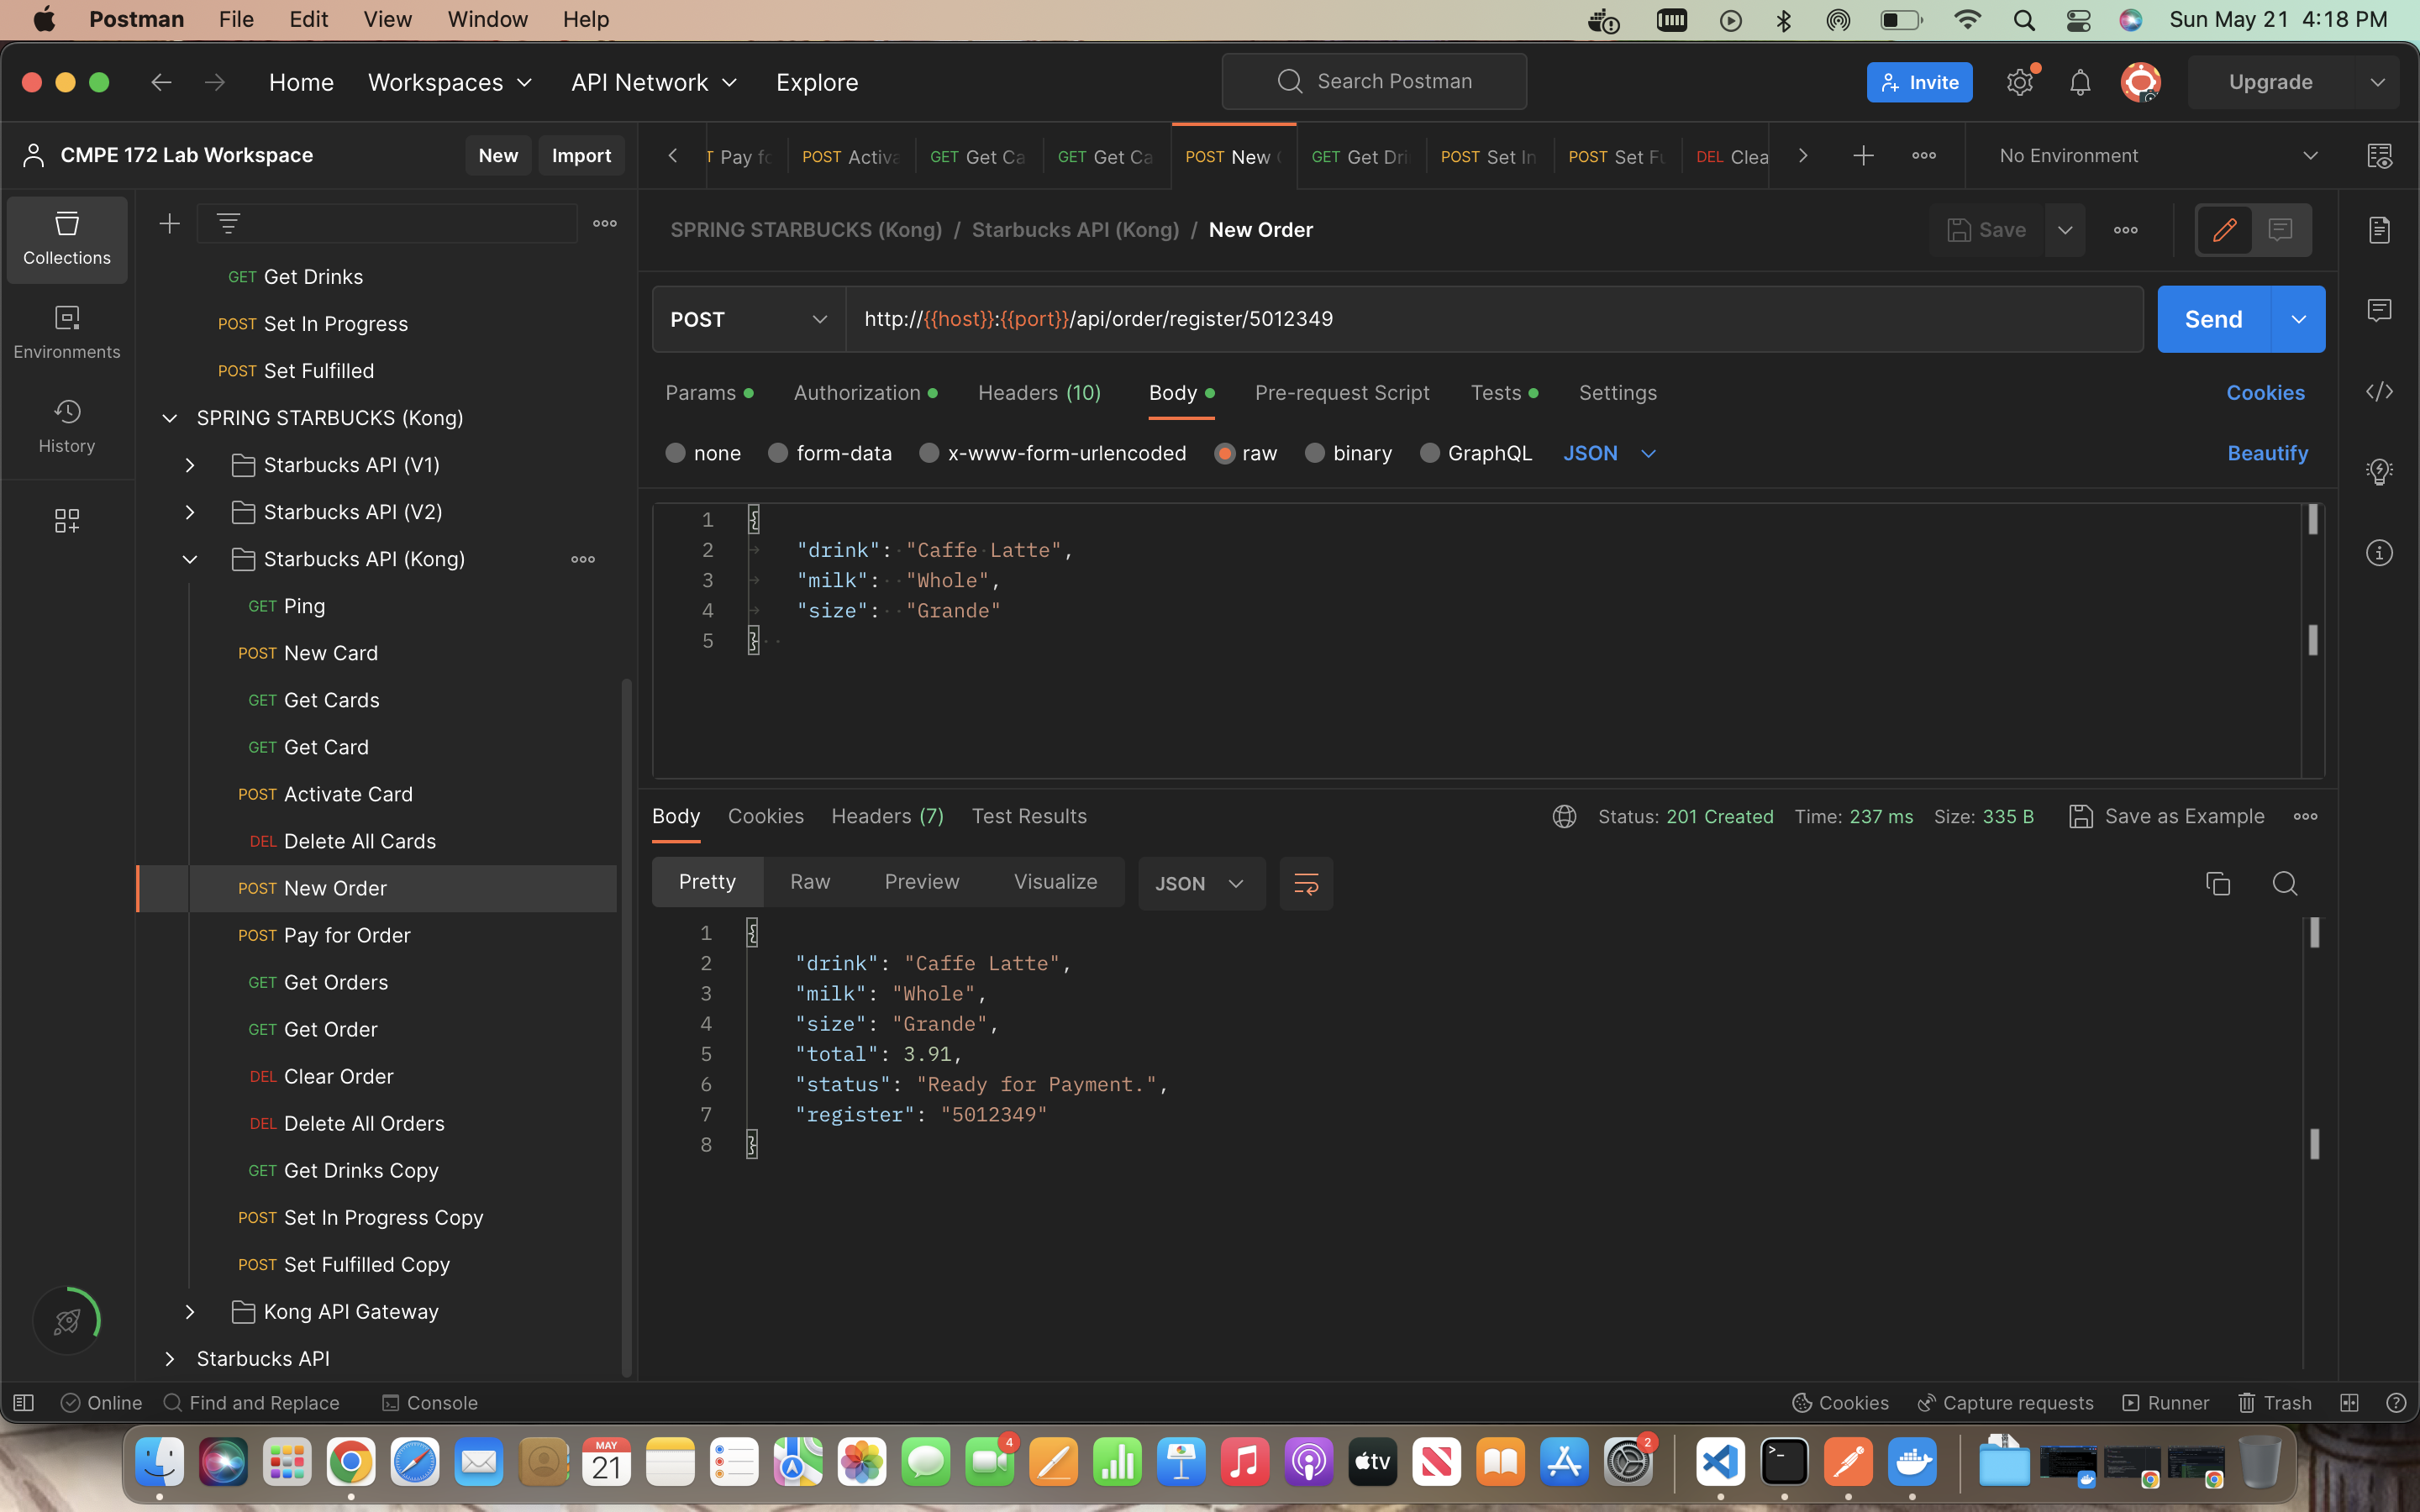 Postman File Edit View Window Help Sun May 21 4:18 PM
Home Workspaces API Network Explore Search Postman Invite Upgrade
CMPE 172 Lab Workspace New Import
Pay POST Activa GET Get Ca GET Get Ca POST New GET Get Dri POST Set In POST Set Fu DEL Clea No Environment
Collections
Environments
History
GET Get Drinks
POST Set In Progress
POST Set Fulfilled
SPRING STARBUCKS (Kong)
Starbucks API (V1)
Starbucks API (V2)
Starbucks API (Kong)
GET Ping
POST New Card
GET Get Cards
GET Get Card
POST Activate Card
DEL Delete All Cards
POST New Order
POST Pay for Order
GET Get Orders
GET Get Order
DEL Clear Order
DEL Delete All Orders
GET Get Drinks Copy
POST Set In Progress Copy
POST Set Fulfilled Copy
Kong API Gateway
Starbucks API
SPRING STARBUCKS (Kong) / Starbucks API (Kong) / New Order Save
POST http://{{host}}:{{port}}/api/order/register/5012349 Send
Params Authorization Headers (10) Body Pre-request Script Tests Settings Cookies
none form-data x-www-form-urlencoded raw binary GraphQL JSON Beautify
1 {
2 "drink": "Caffe Latte",
3 "milk": "Whole",
4 "size": "Grande"
5 }
Body Cookies Headers (7) Test Results Status: 201 Created Time: 237 ms Size: 335 B Save as Example
Pretty Raw Preview Visualize JSON
1 {
2 "drink": "Caffe Latte",
3 "milk": "Whole",
4 "size": "Grande",
5 "total": 3.91,
6 "status": "Ready for Payment.",
7 "register": "5012349"
8 }
Online Find and Replace Console Cookies Capture requests Runner Trash
MAY
21
4
tv
2